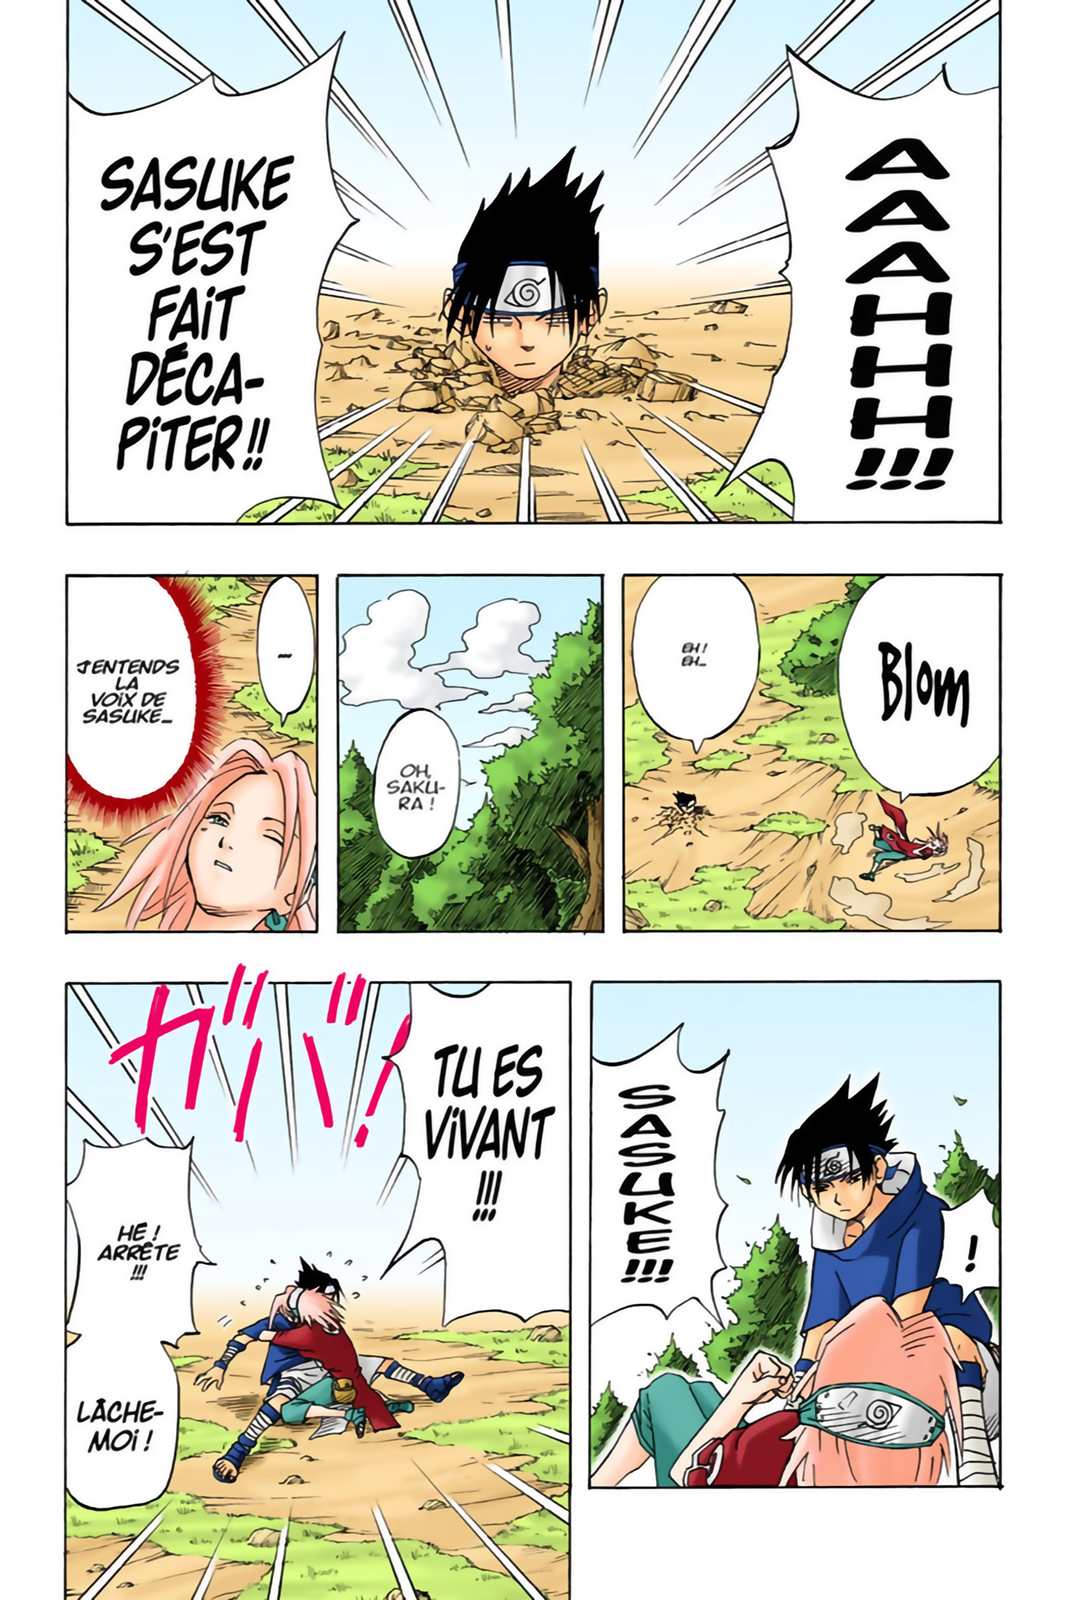 AAAHHH!!!
SASUKE
S'EST
FAIT
DÉCA-
PITER!!
BLOM
EH !
EH...
OH,
SAKU-
RA !
~
J'ENTENDS
LA
VOIX DE
SASUKE...
SASUKE!!!!
!
TU ES
VIVANT
!!!
ガバ!
HÉ !
ARRÊTE
!!!
LÂCHE-
MOI !